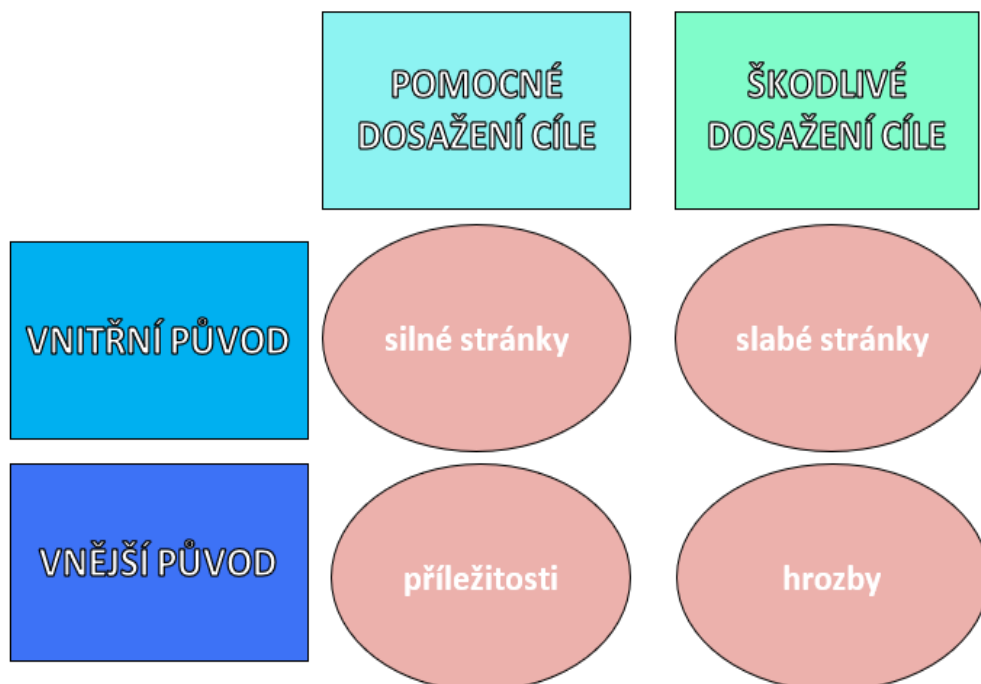 POMOCNÉ
DOSAŽENÍ CÍLE
ŠKODLIVÉ
DOSAŽENÍ CÍLE
VNITŘNÍ PŮVOD
silné stránky
slabé stránky
VNĚJŠÍ PŮVOD
příležitosti
hrozby